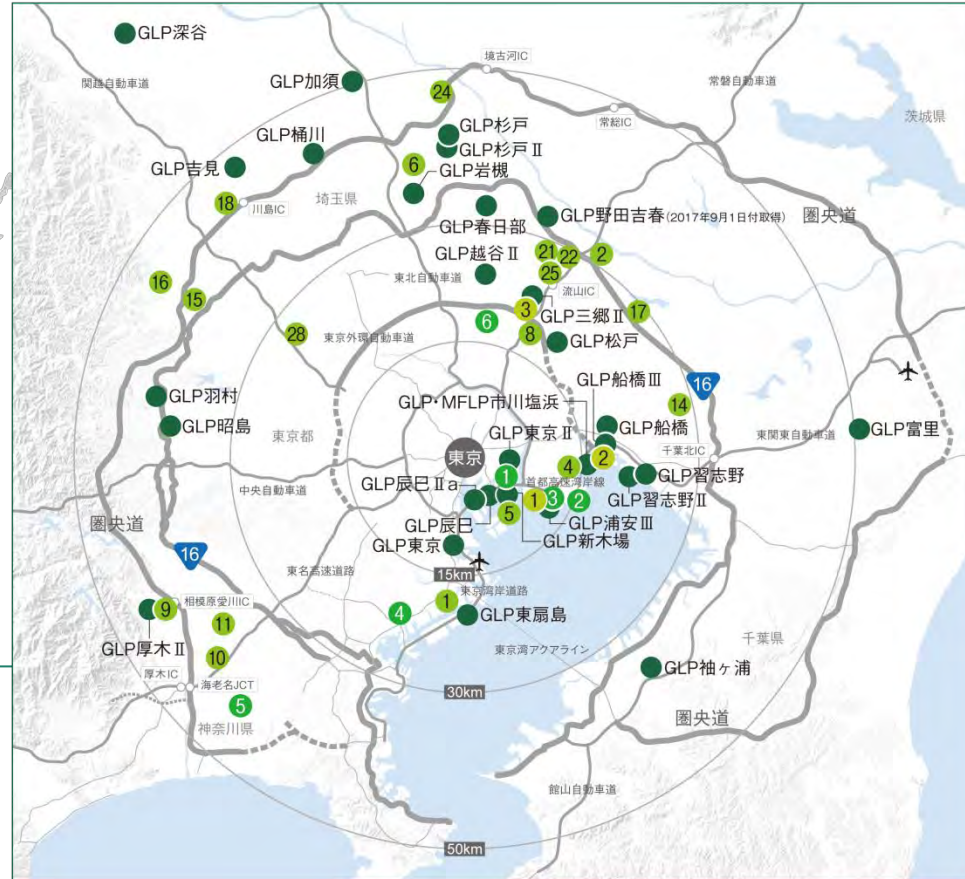 GLP深谷
境古河IC
関越自動車道
GLP加須
常磐自動車道
24
常総IC
茨城県
GLP杉戸
GLP桶川
GLP杉戸Ⅱ
6
GLP吉見
GLP岩槻
埼玉県
18
川島IC
圏央道
GLP春日部
GLP野田吉春(2017年9月1日付取得)
GLP越谷Ⅱ
21
22
2
東北自動車道
25
16
流山IC
15
3
GLP三郷Ⅱ
17
6
28
東京外環自動車道
8
GLP松戸
GLP船橋Ⅲ
16
GLP羽村
GLP・MFLP市川塩浜
14
GLP昭島
東京都
GLP東京Ⅱ
GLP船橋
東関東自動車道
GLP富里
東京
千葉北IC
2
4
GLP習志野
中央自動車道
1
首都高速湾岸線
GLP辰巳Ⅱa
GLP習志野Ⅱ
1
3
2
圏央道
GLP辰巳
5
GLP浦安Ⅲ
GLP東京
GLP新木場
16
東名高速道路
15km
東京湾岸道路
相模原愛川IC
9
1
4
GLP東扇島
11
千葉県
GLP厚木Ⅱ
東京湾アクアライン
10
GLP袖ヶ浦
厚木IC
海老名JCT
30km
5
圏央道
神奈川県
館山自動車道
50km